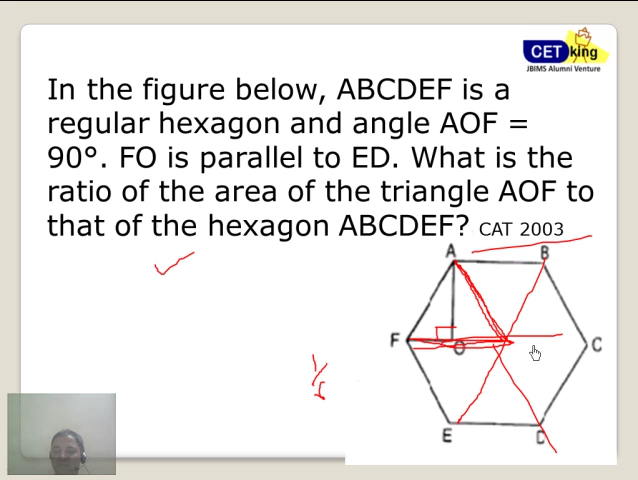 CET king
JBIMS Alumni Venture
In the figure below, ABCDEF is a
regular hexagon and angle AOF =
90°. FO is parallel to ED. What is the
ratio of the area of the triangle AOF to
that of the hexagon ABCDEF? CAT 2003
A B
F O C
E D